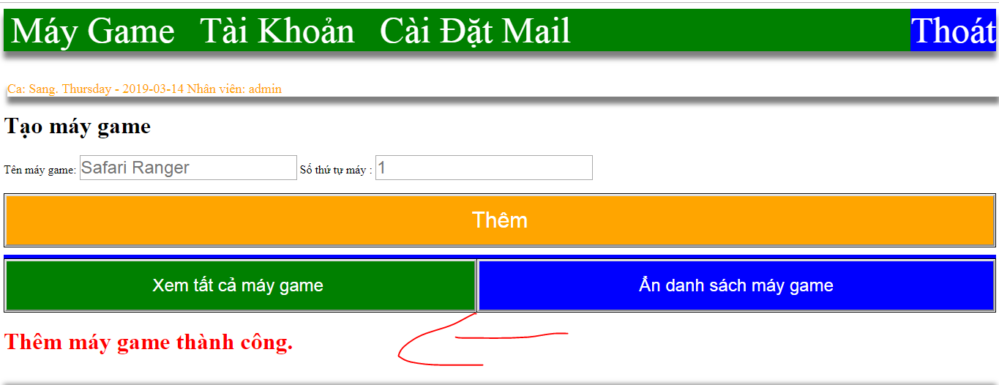 Máy Game Tài Khoản Cài Đặt Mail Thoát
Ca: Sang. Thursday - 2019-03-14 Nhân viên: admin
Tạo máy game
Tên máy game: Safari Ranger Số thứ tự máy : 1
Thêm
Xem tất cả máy game Ẩn danh sách máy game
Thêm máy game thành công.